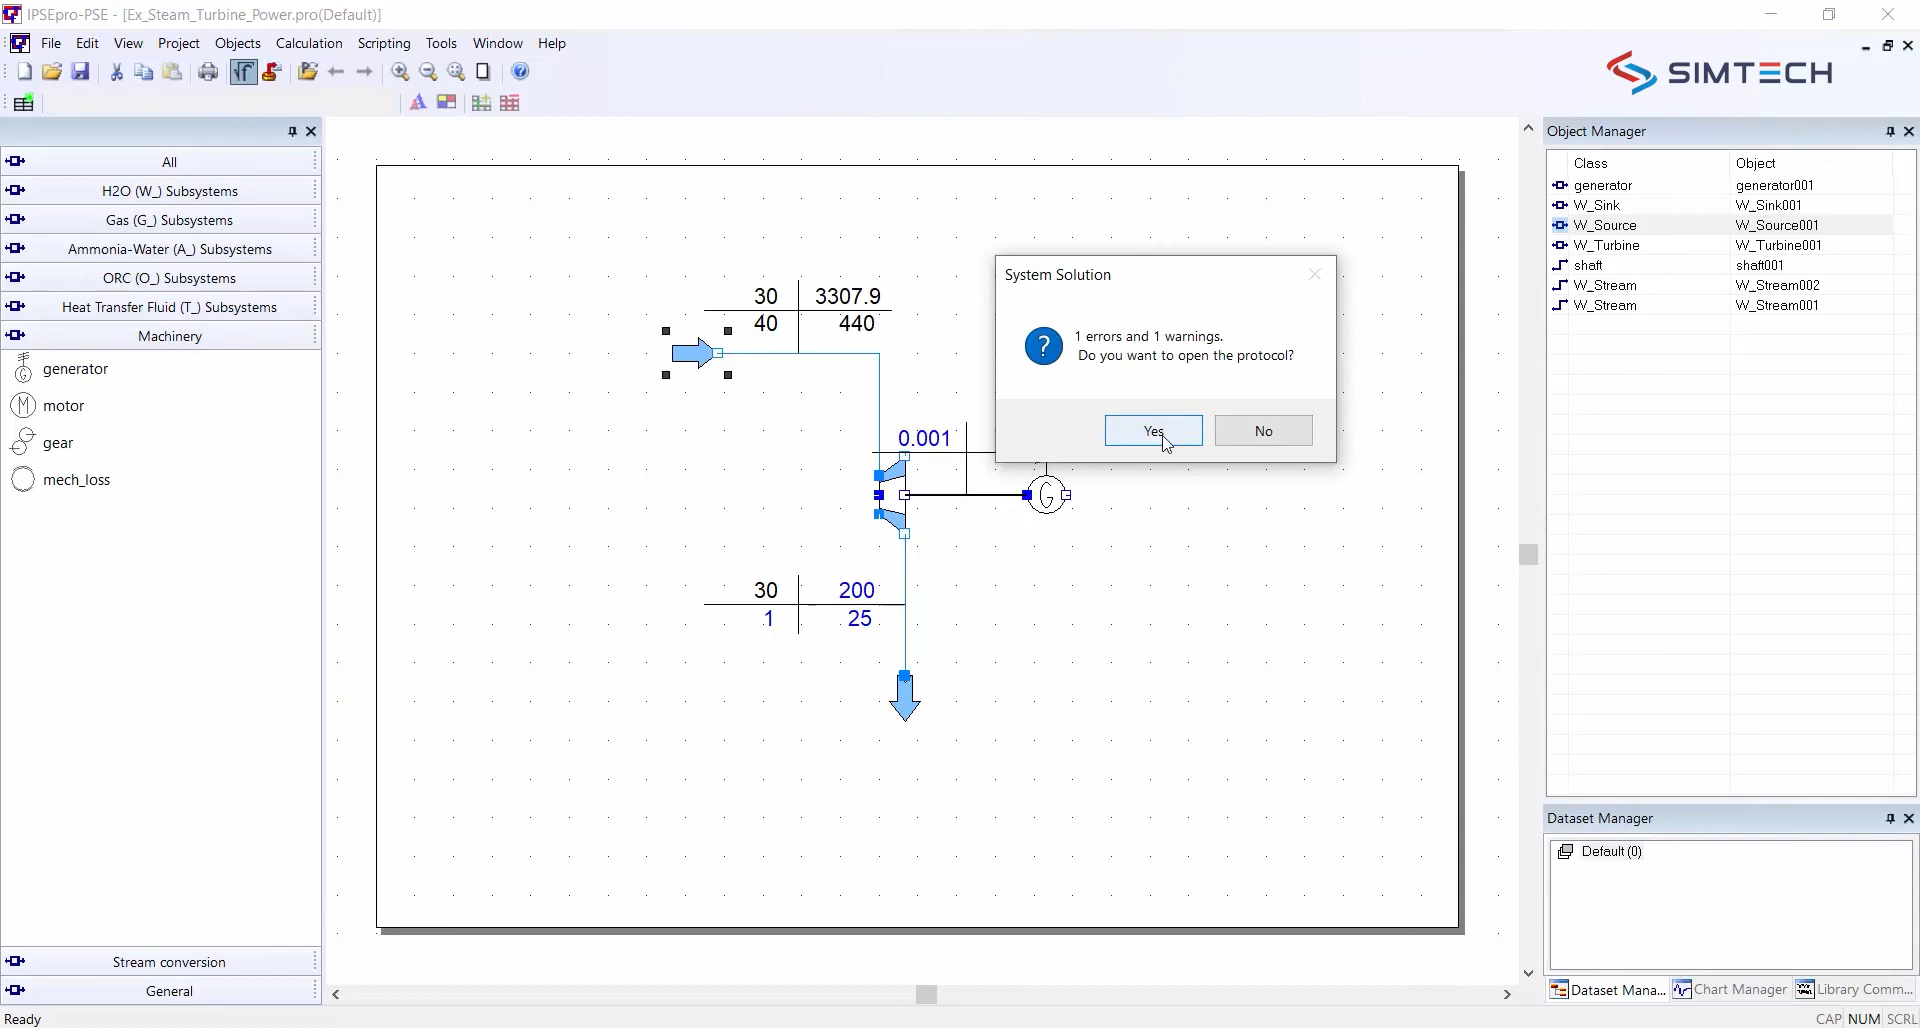 IPSEpro-PSE - [Ex_Steam_Turbine_Power.pro(Default)]
File Edit View Project Objects Calculation Scripting Tools Window Help
SIMTECH
All
H2O (W_) Subsystems
Gas (G_) Subsystems
Ammonia-Water (A_) Subsystems
ORC (O_) Subsystems
Heat Transfer Fluid (T_) Subsystems
Machinery
generator
M motor
gear
mech_loss
Stream conversion
General
30 3307.9
40 440
0.001
G
30 200
1 25
System Solution
1 errors and 1 warnings.
Do you want to open the protocol?
Yes No
Object Manager
Class Object
generator generator001
W_Sink W_Sink001
W_Source W_Source001
W_Turbine W_Turbine001
shaft shaft001
W_Stream W_Stream002
W_Stream W_Stream001
Dataset Manager
Default (0)
Dataset Mana... Chart Manager Library Comm...
Ready
CAP NUM SCRL